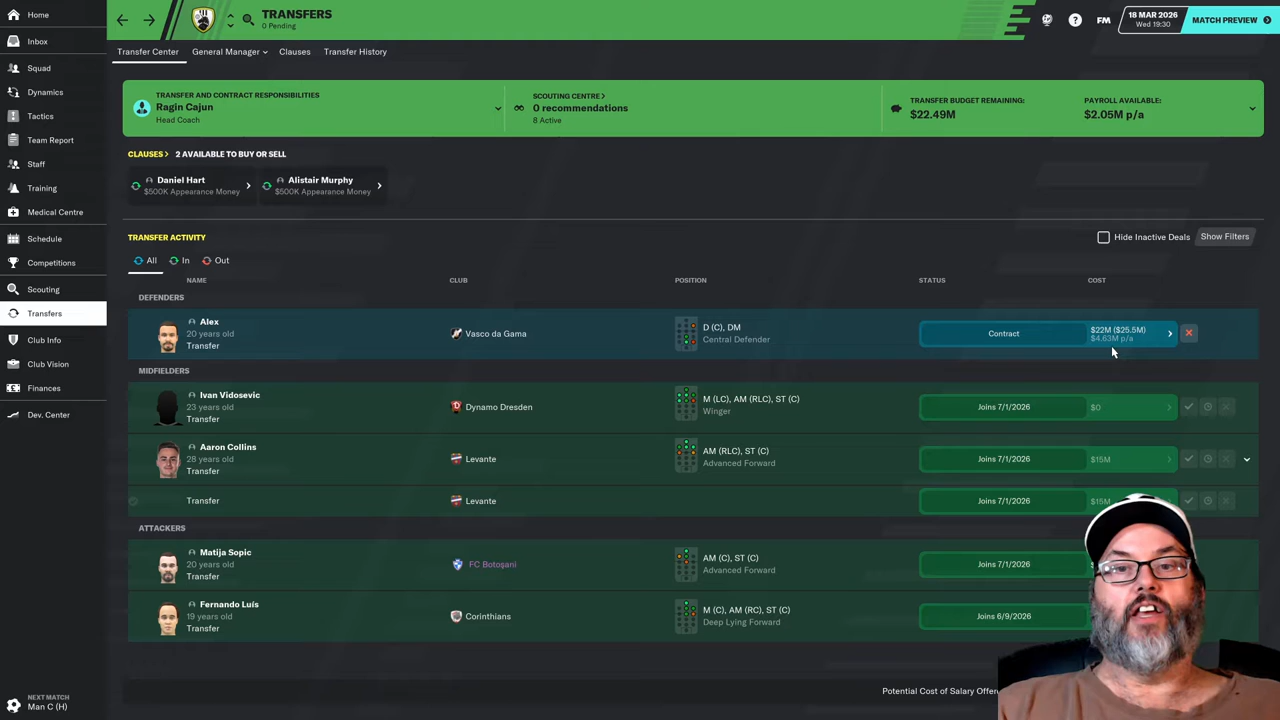 Home
Inbox
Squad
Dynamics
Tactics
Team Report
Staff
Training
Medical Centre
Schedule
Competitions
Scouting
Transfers
Club Info
Club Vision
Finances
Dev. Center
NEXT MATCH
Man C (H)
TRANSFERS
0 Pending
FM
18 MAR 2026
Wed 19:30
MATCH PREVIEW
Transfer Center
General Manager
Clauses
Transfer History
TRANSFER AND CONTRACT RESPONSIBILITIES
Ragin Cajun
Head Coach
SCOUTING CENTRE >
0 recommendations
8 Active
TRANSFER BUDGET REMAINING:
$22.49M
PAYROLL AVAILABLE:
$2.05M p/a
CLAUSES > 2 AVAILABLE TO BUY OR SELL
Daniel Hart
$500K Appearance Money
Alistair Murphy
$500K Appearance Money
TRANSFER ACTIVITY
Hide Inactive Deals
Show Filters
All In Out
NAME CLUB POSITION STATUS COST
DEFENDERS
Alex
20 years old
Transfer
Vasco da Gama
D (C), DM
Central Defender
Contract
$22M ($25.5M)
$4.63M p/a
MIDFIELDERS
Ivan Vidosevic
23 years old
Transfer
Dynamo Dresden
M (LC), AM (RLC), ST (C)
Winger
Joins 7/1/2026
$0
Aaron Collins
28 years old
Transfer
Levante
AM (RLC), ST (C)
Advanced Forward
Joins 7/1/2026
$15M
Transfer
Levante
Joins 7/1/2026
$15M
ATTACKERS
Matija Sopic
20 years old
Transfer
FC Botoşani
AM (C), ST (C)
Advanced Forward
Joins 7/1/2026
Fernando Luís
19 years old
Transfer
Corinthians
M (C), AM (RC), ST (C)
Deep Lying Forward
Joins 6/9/2026
Potential Cost of Salary Offers